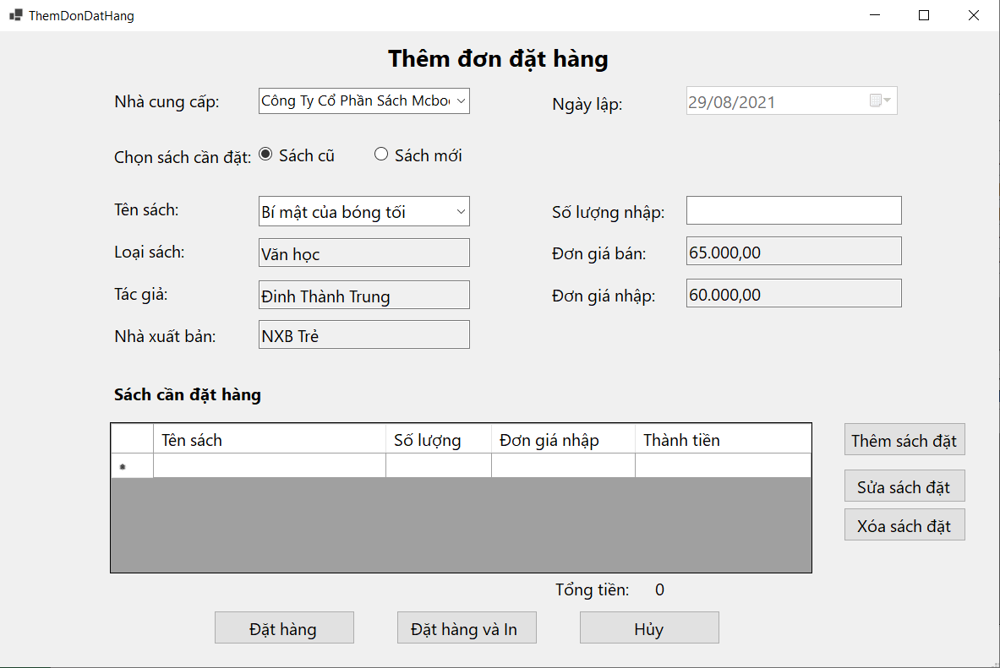 ThemDonDatHang
Thêm đơn đặt hàng
Nhà cung cấp: Công Ty Cổ Phần Sách Ngày lập: 29/08/2021
Chọn sách cần đặt: Sách cũ Sách mới
Tên sách: Bí mật của bóng tối Số lượng nhập:
Loại sách: Văn học Đơn giá bán: 65.000,00
Tác giả: Đinh Thành Trung Đơn giá nhập: 60.000,00
Nhà xuất bản: NXB Trẻ
Sách cần đặt hàng
Tên sách Số lượng Đơn giá nhập Thành tiền
Thêm sách đặt
Sửa sách đặt
Xóa sách đặt
Tổng tiền: 0
Đặt hàng Đặt hàng và In Hủy